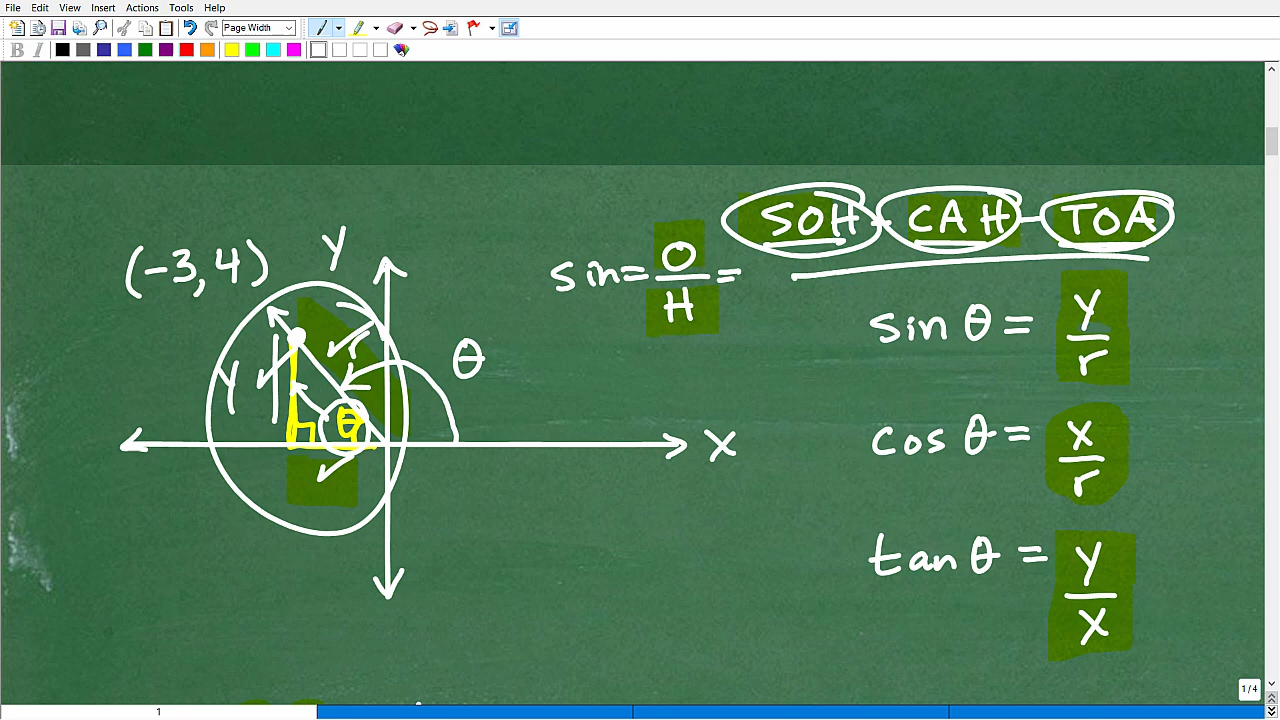 File Edit View Insert Actions Tools Help
Page Width
B I
SOH - CAH - TOA
(-3,4)
Y
sin = O/H =
sin θ = y/r
r
θ
y
θ
X
cos θ = x/r
tan θ = y/x
1/4
1